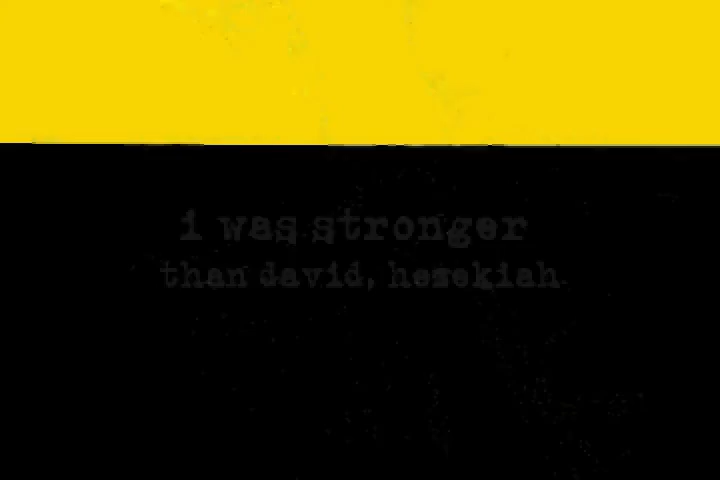 i was stronger
than david, hezekiah